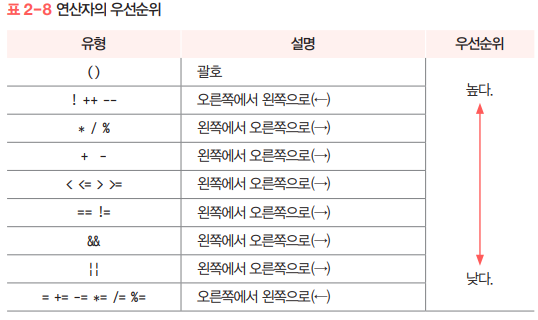 표 2-8 연산자의 우선순위
유형 설명 우선순위
() 괄호
! ++ -- 오른쪽에서 왼쪽으로(←)
* / % 왼쪽에서 오른쪽으로(→)
+ - 왼쪽에서 오른쪽으로(→)
< <= > >= 왼쪽에서 오른쪽으로(→)
== != 왼쪽에서 오른쪽으로(→)
&& 왼쪽에서 오른쪽으로(→)
|| 왼쪽에서 오른쪽으로(→)
= += -= *= /= %= 오른쪽에서 왼쪽으로(←)
높다.
낮다.